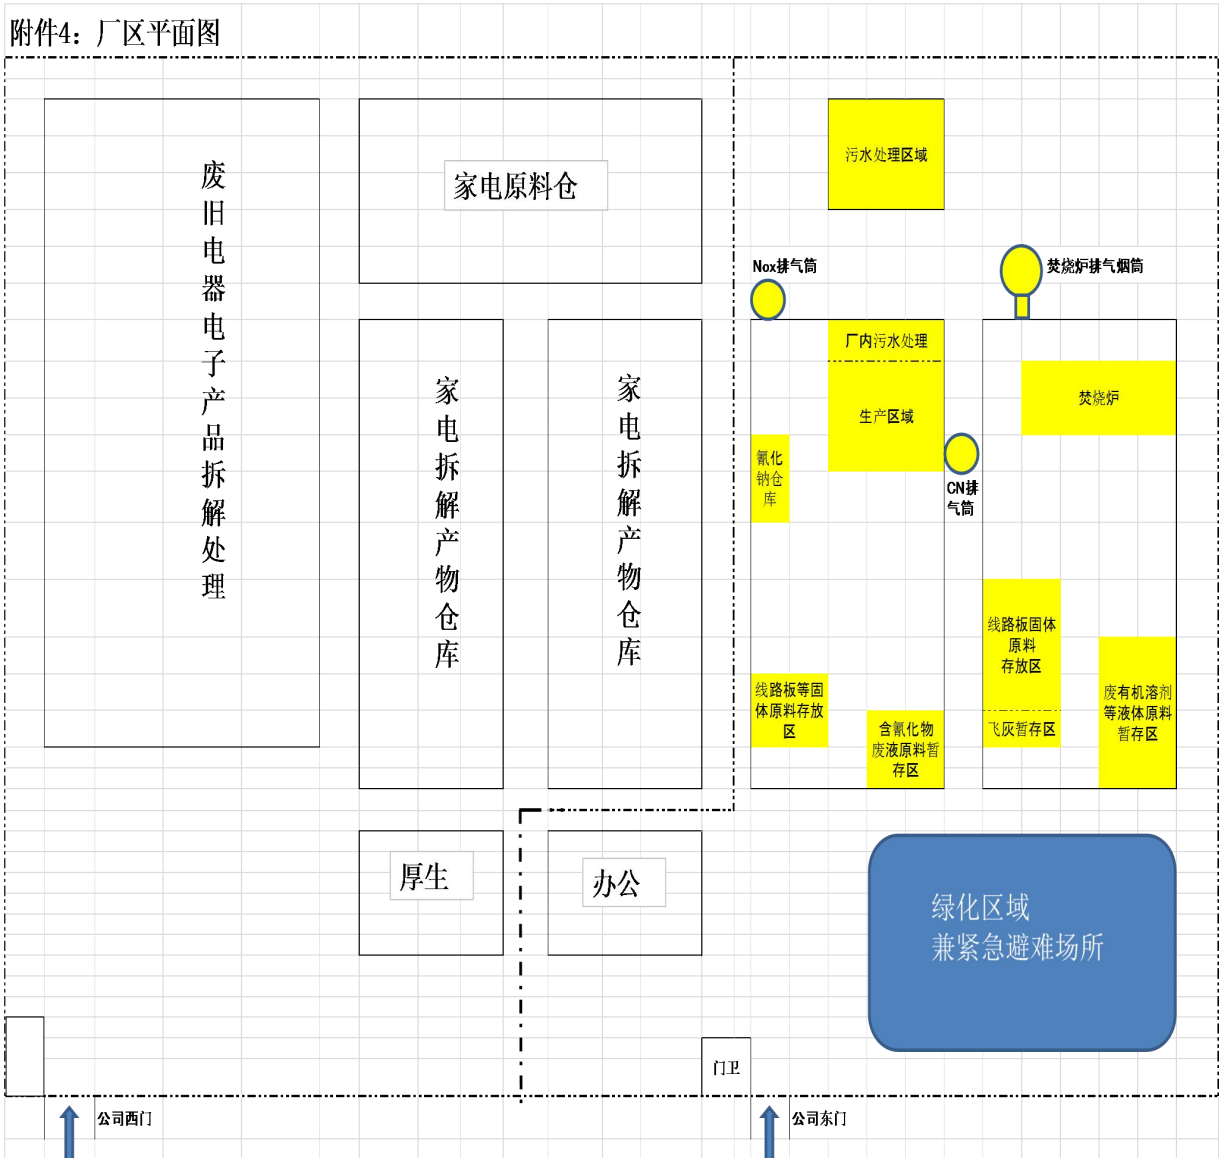 附件4：厂区平面图
废旧电器电子产品拆解处理
家电原料仓
污水处理区域
Nox排气筒
焚烧炉排气烟筒
家电拆解产物仓库
家电拆解产物仓库
厂内污水处理
生产区域
焚烧炉
氰化
钠仓
库
CN排
气筒
线路板固体
原料
存放区
飞灰暂存区
线路板等固
体原料存放
区
含氰化物
废液原料暂
存区
废有机溶剂
等液体原料
暂存区
厚生
办公
绿化区域
兼紧急避难场所
门卫
公司西门
公司东门